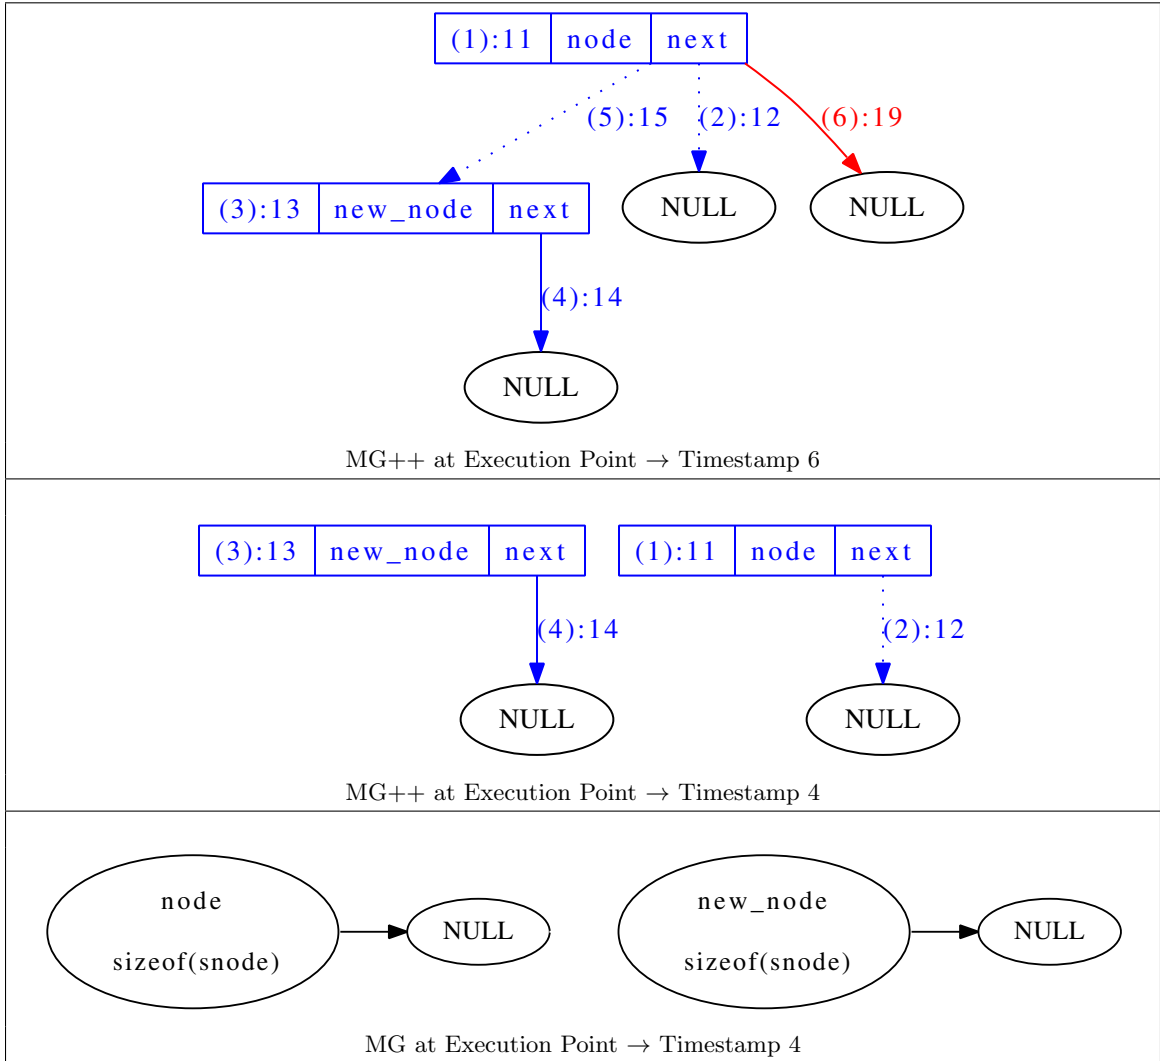 (1):11 node next
(5):15 (2):12 (6):19
(3):13 new_node next NULL NULL
(4):14
NULL
MG++ at Execution Point → Timestamp 6
(3):13 new_node next (1):11 node next
(4):14 (2):12
NULL NULL
MG++ at Execution Point → Timestamp 4
node new_node
NULL NULL
sizeof(snode) sizeof(snode)
MG at Execution Point → Timestamp 4